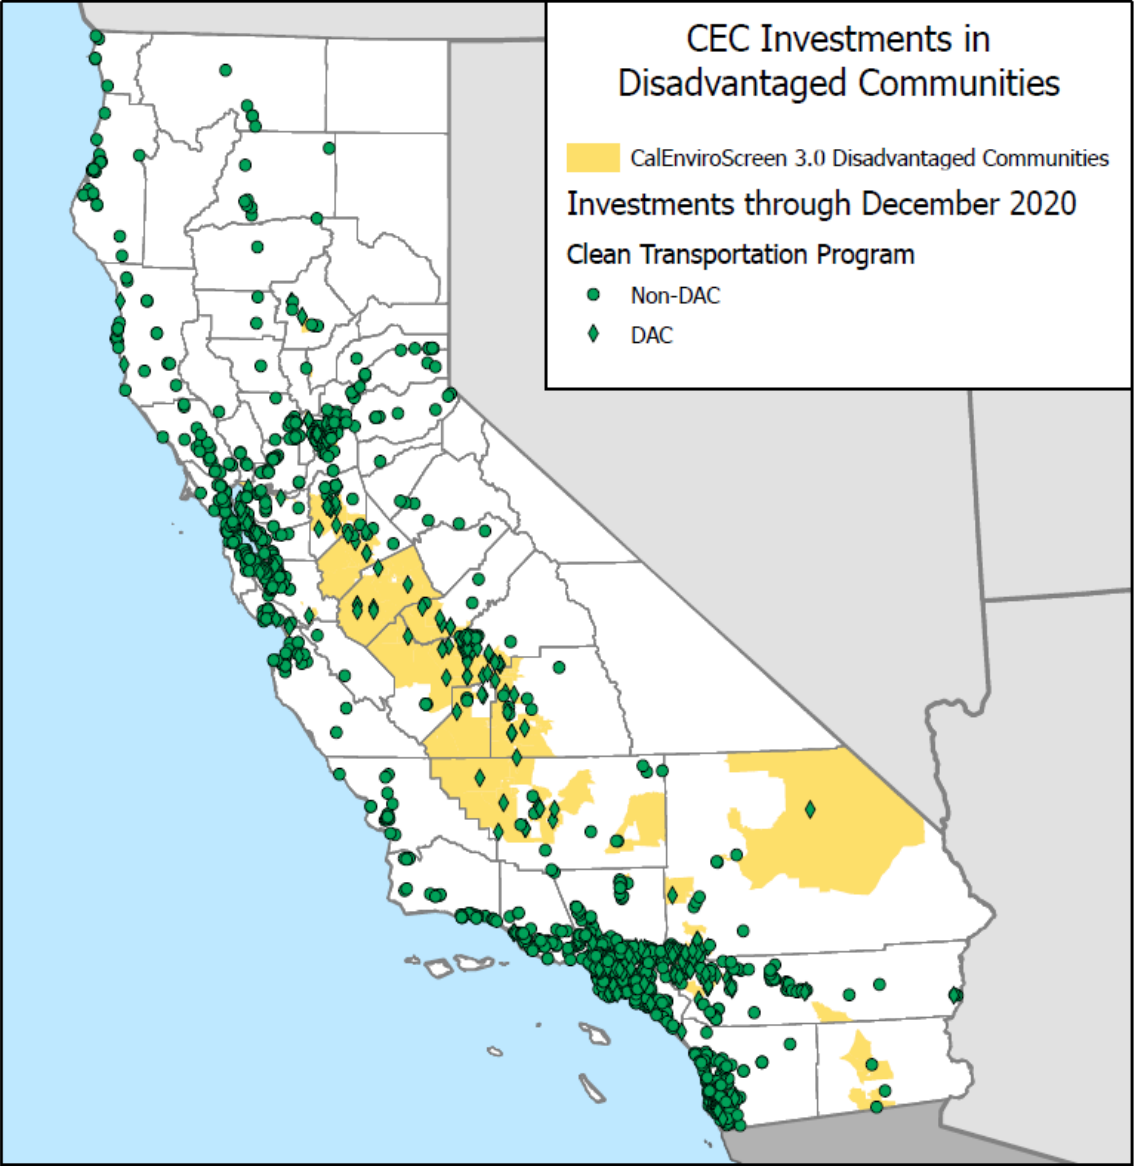 CEC Investments in
Disadvantaged Communities
CalEnviroScreen 3.0 Disadvantaged Communities
Investments through December 2020
Clean Transportation Program
Non-DAC
DAC